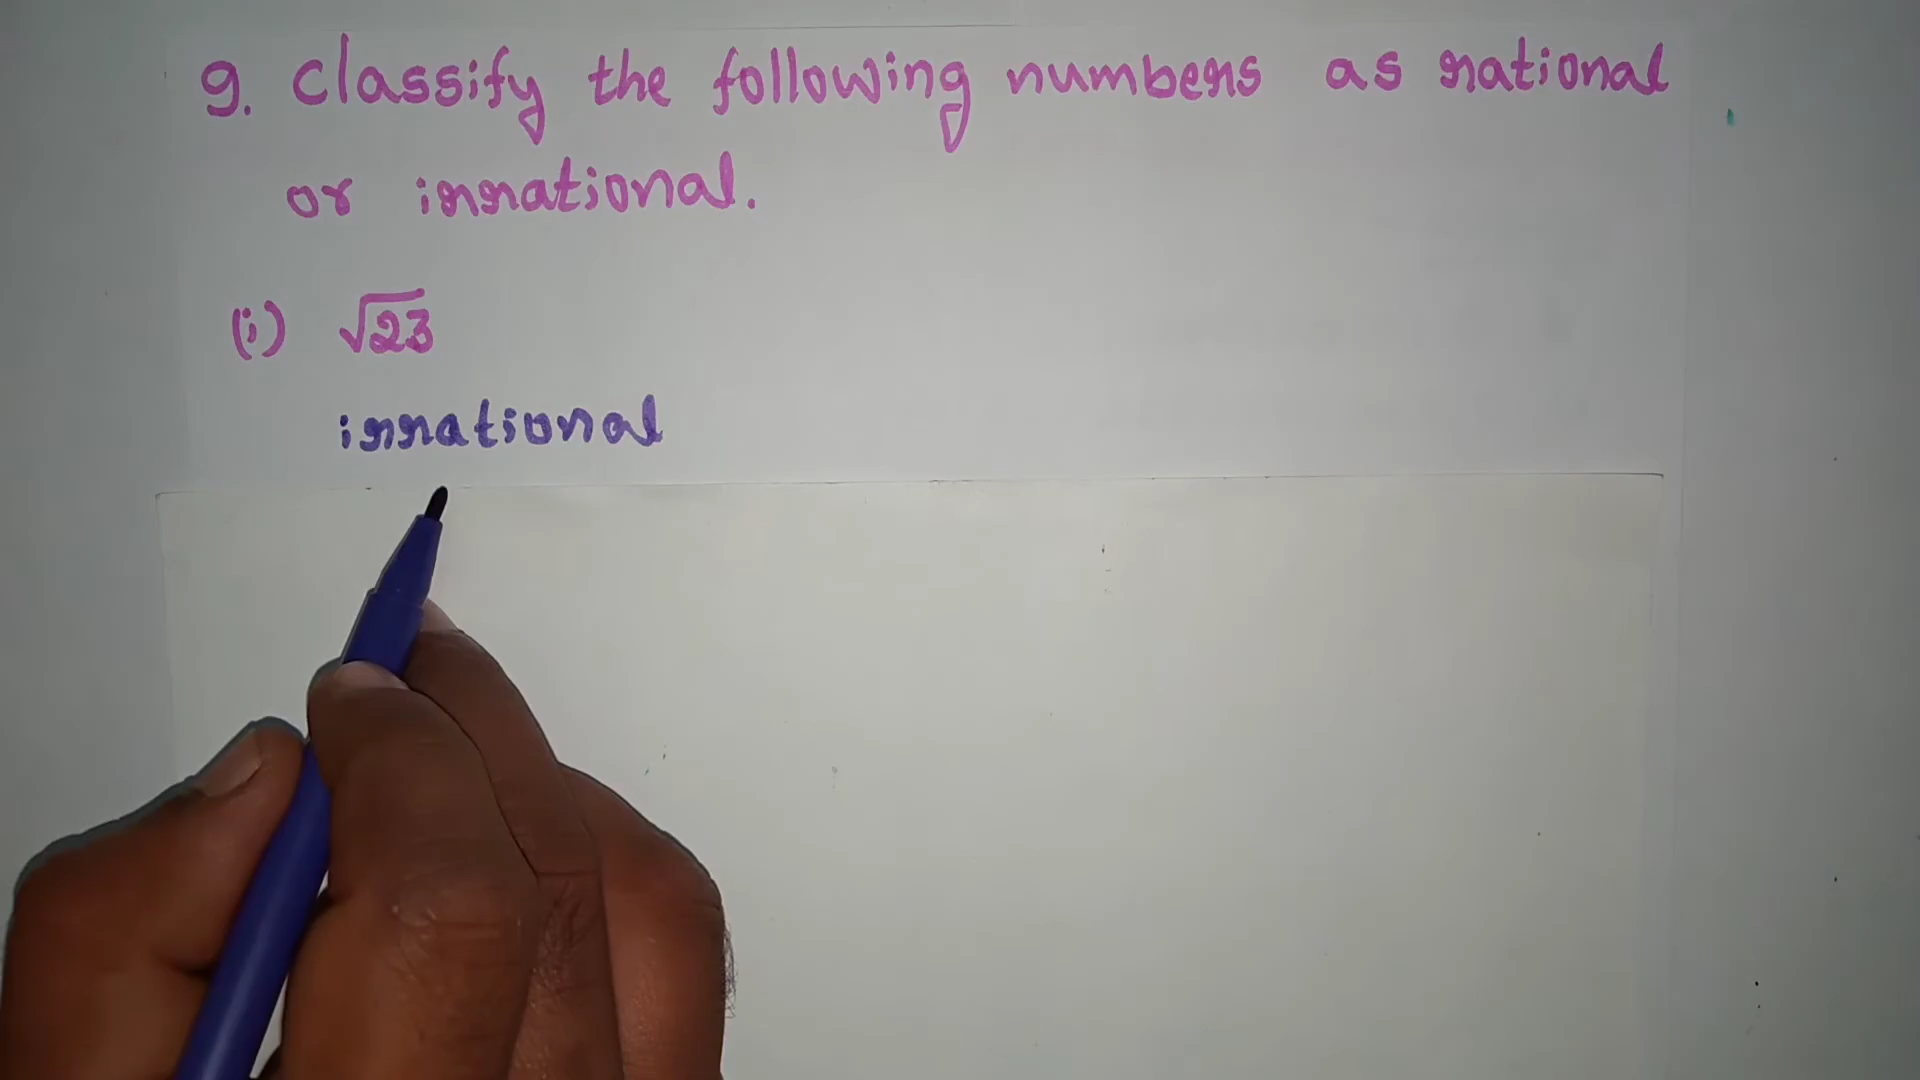 9. Classify the following numbers as rational
or irrational.
(i) √23
irrational